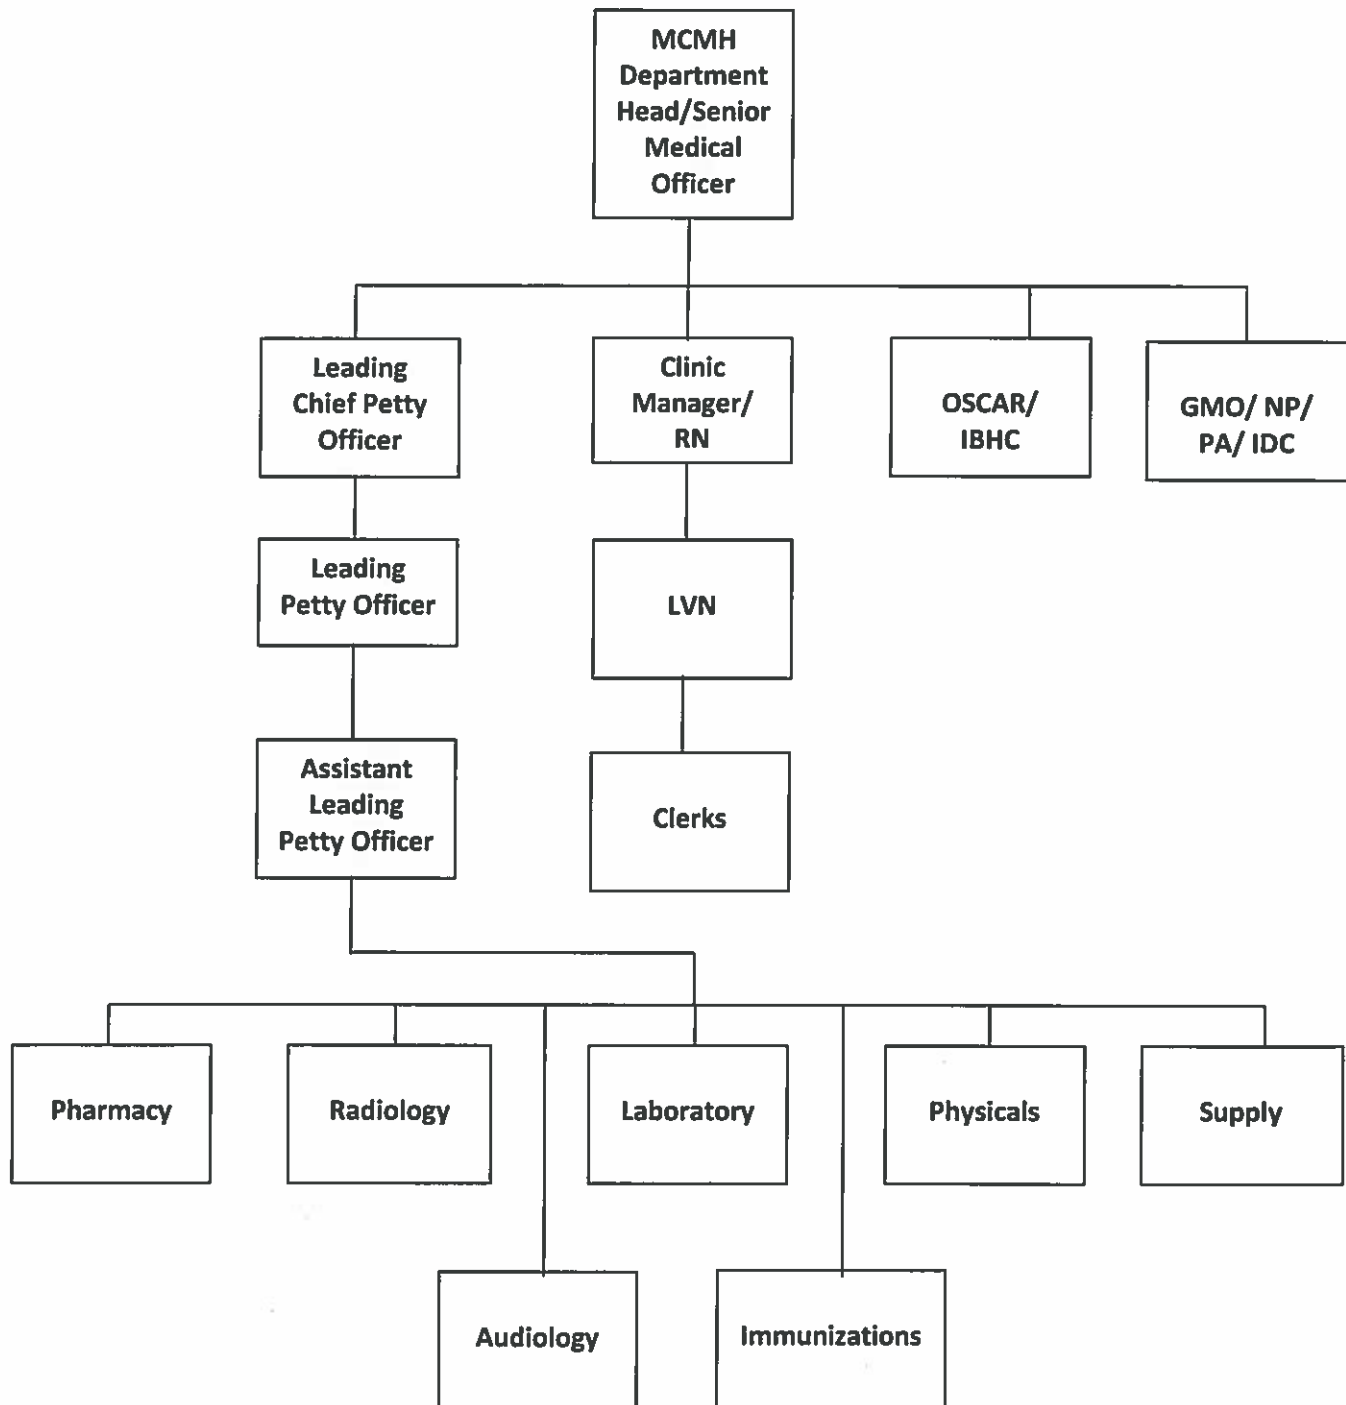 MCMH
Department
Head/Senior
Medical
Officer
Leading
Chief Petty
Officer
Clinic
Manager/
RN
OSCAR/
IBHC
GMO/ NP/
PA/ IDC
Leading
Petty Officer
LVN
Assistant
Leading
Petty Officer
Clerks
Pharmacy
Radiology
Laboratory
Physicals
Supply
Audiology
Immunizations